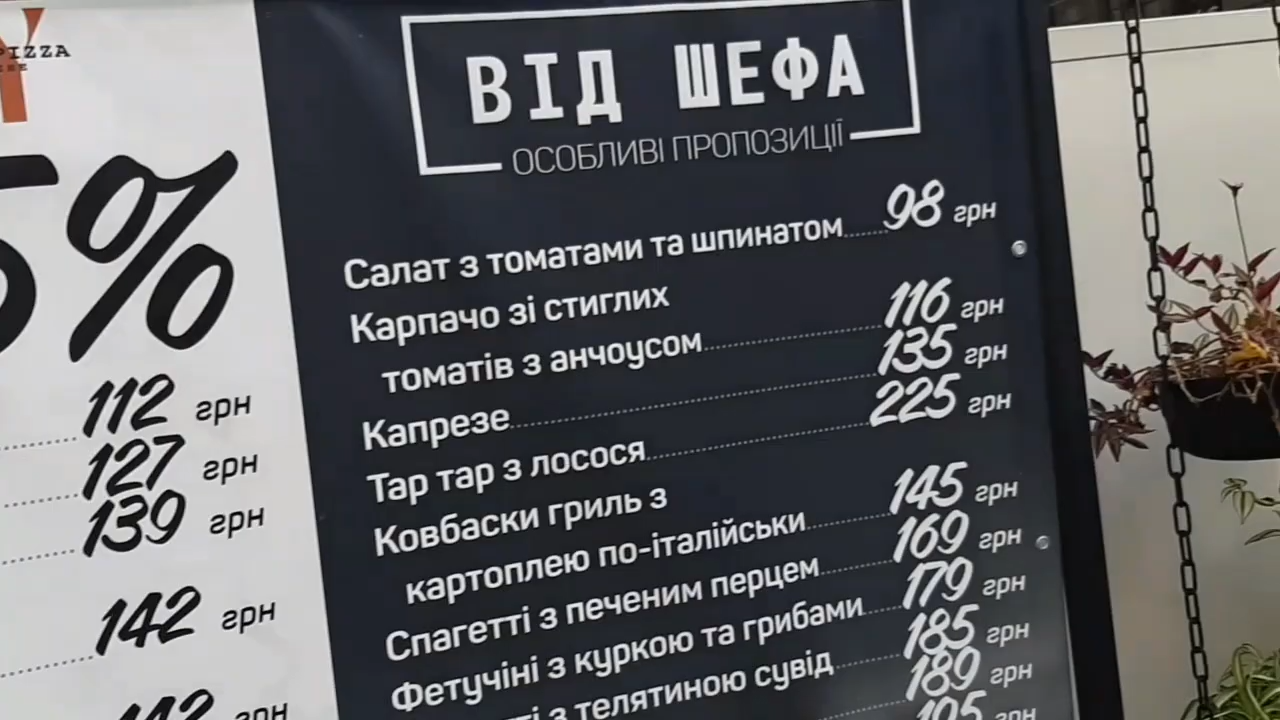 PIZZA
5%
112 грн
127 грн
139 грн
142 грн
ВІД ШЕФА
ОСОБЛИВІ ПРОПОЗИЦІЇ
Салат з томатами та шпинатом 98 грн
Карпачо зі стиглих
томатів з анчоусом 116 грн
Капрезе 135 грн
Тар тар з лосося 225 грн
Ковбаски гриль з
картоплею по-італійськи 145 грн
Спагетті з печеним перцем 169 грн
Фетучіні з куркою та грибами 179 грн
з телятиною сувід 185 грн
189 грн